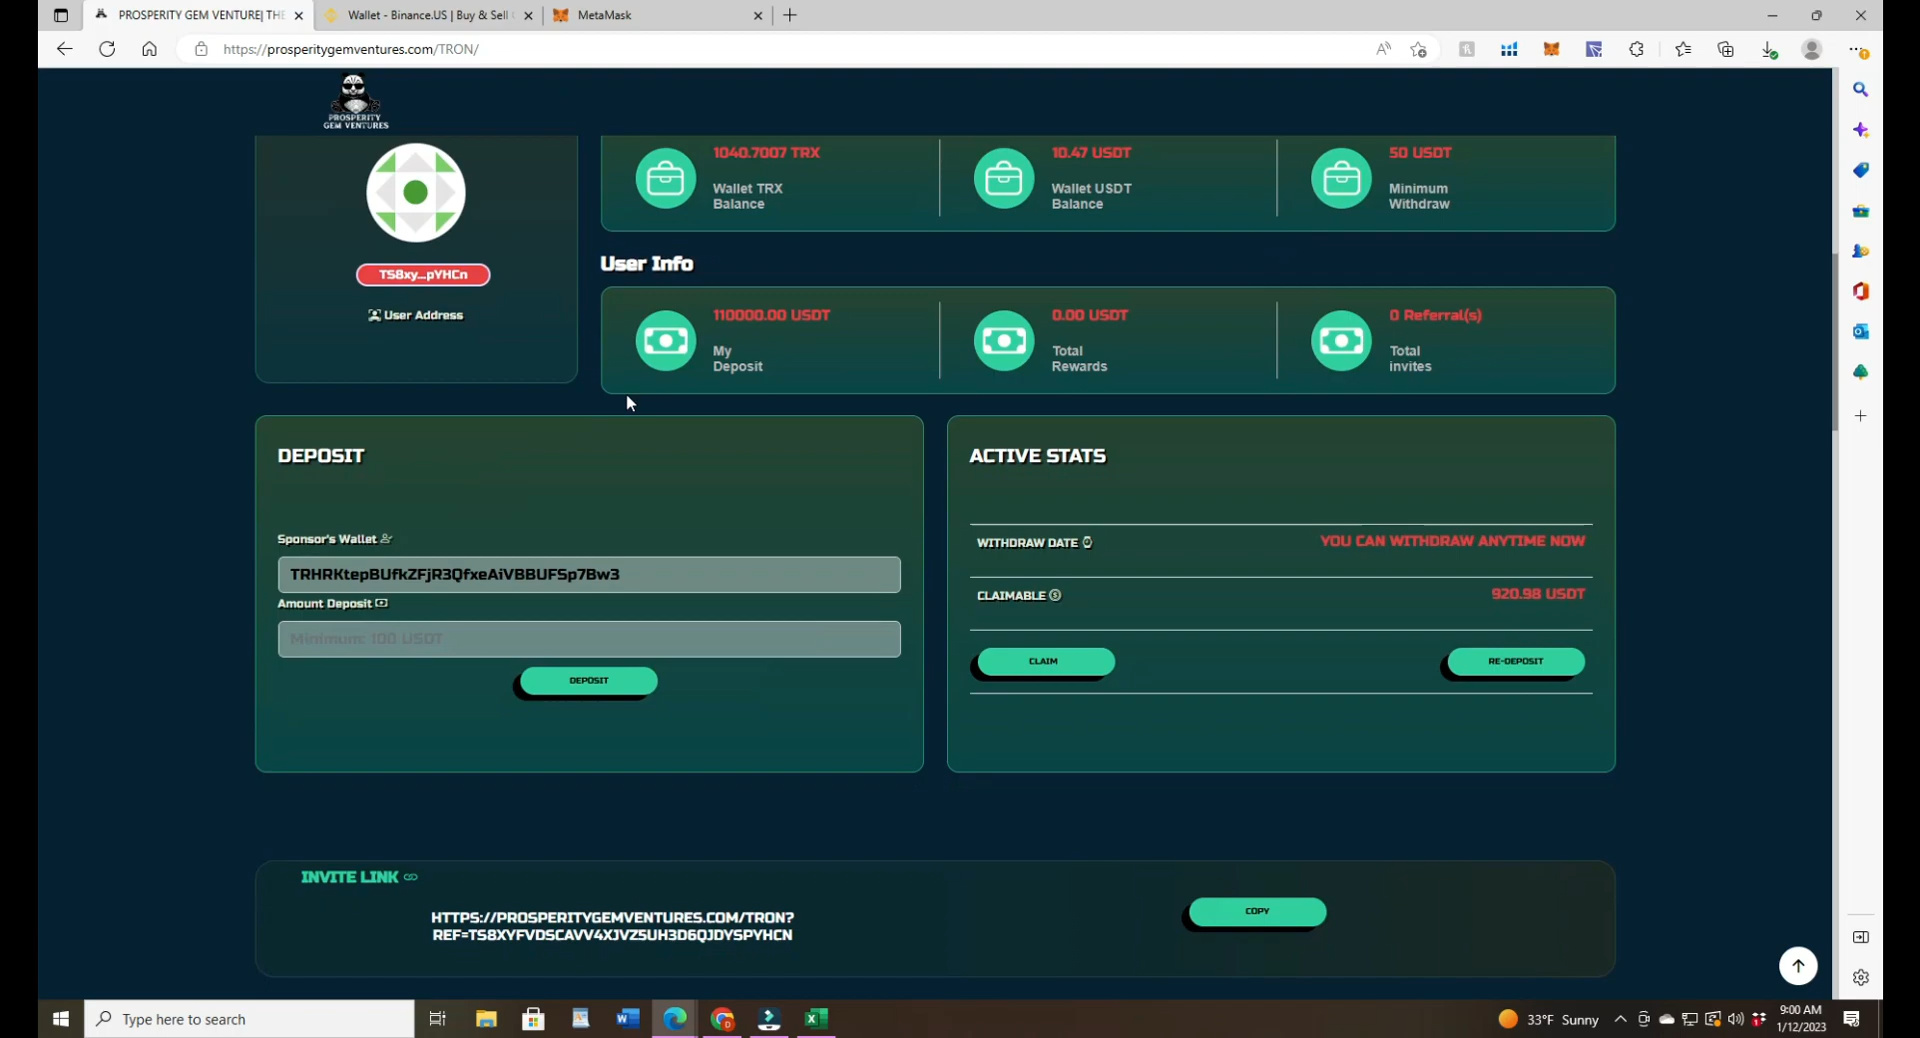 PROSPERITY GEM VENTURE| THE
Wallet - Binance.US | Buy & Sell
MetaMask
https://prosperitygemventures.com/TRON/
PROSPERITY
GEM VENTURES
1040.7007 TRX
Wallet TRX
Balance
10.47 USDT
Wallet USDT
Balance
50 USDT
Minimum
Withdraw
TS8xy...pYHCn
User Address
User Info
110000.00 USDT
My
Deposit
0.00 USDT
Total
Rewards
0 Referral(s)
Total
invites
DEPOSIT
Sponsor's Wallet
TRHRKtepBUfkZFjR3QfxeAiVBBUFSp7Bw3
Amount Deposit
Minimum: 100 USDT
DEPOSIT
ACTIVE STATS
WITHDRAW DATE
YOU CAN WITHDRAW ANYTIME NOW
CLAIMABLE
920.98 USDT
CLAIM
RE-DEPOSIT
INVITE LINK
HTTPS://PROSPERITYGEMVENTURES.COM/TRON?
REF=TS8XYFVDSCAVV4XJVZ5UH3D6QJDYSPYHCN
COPY
Type here to search
33°F Sunny
9:00 AM
1/12/2023